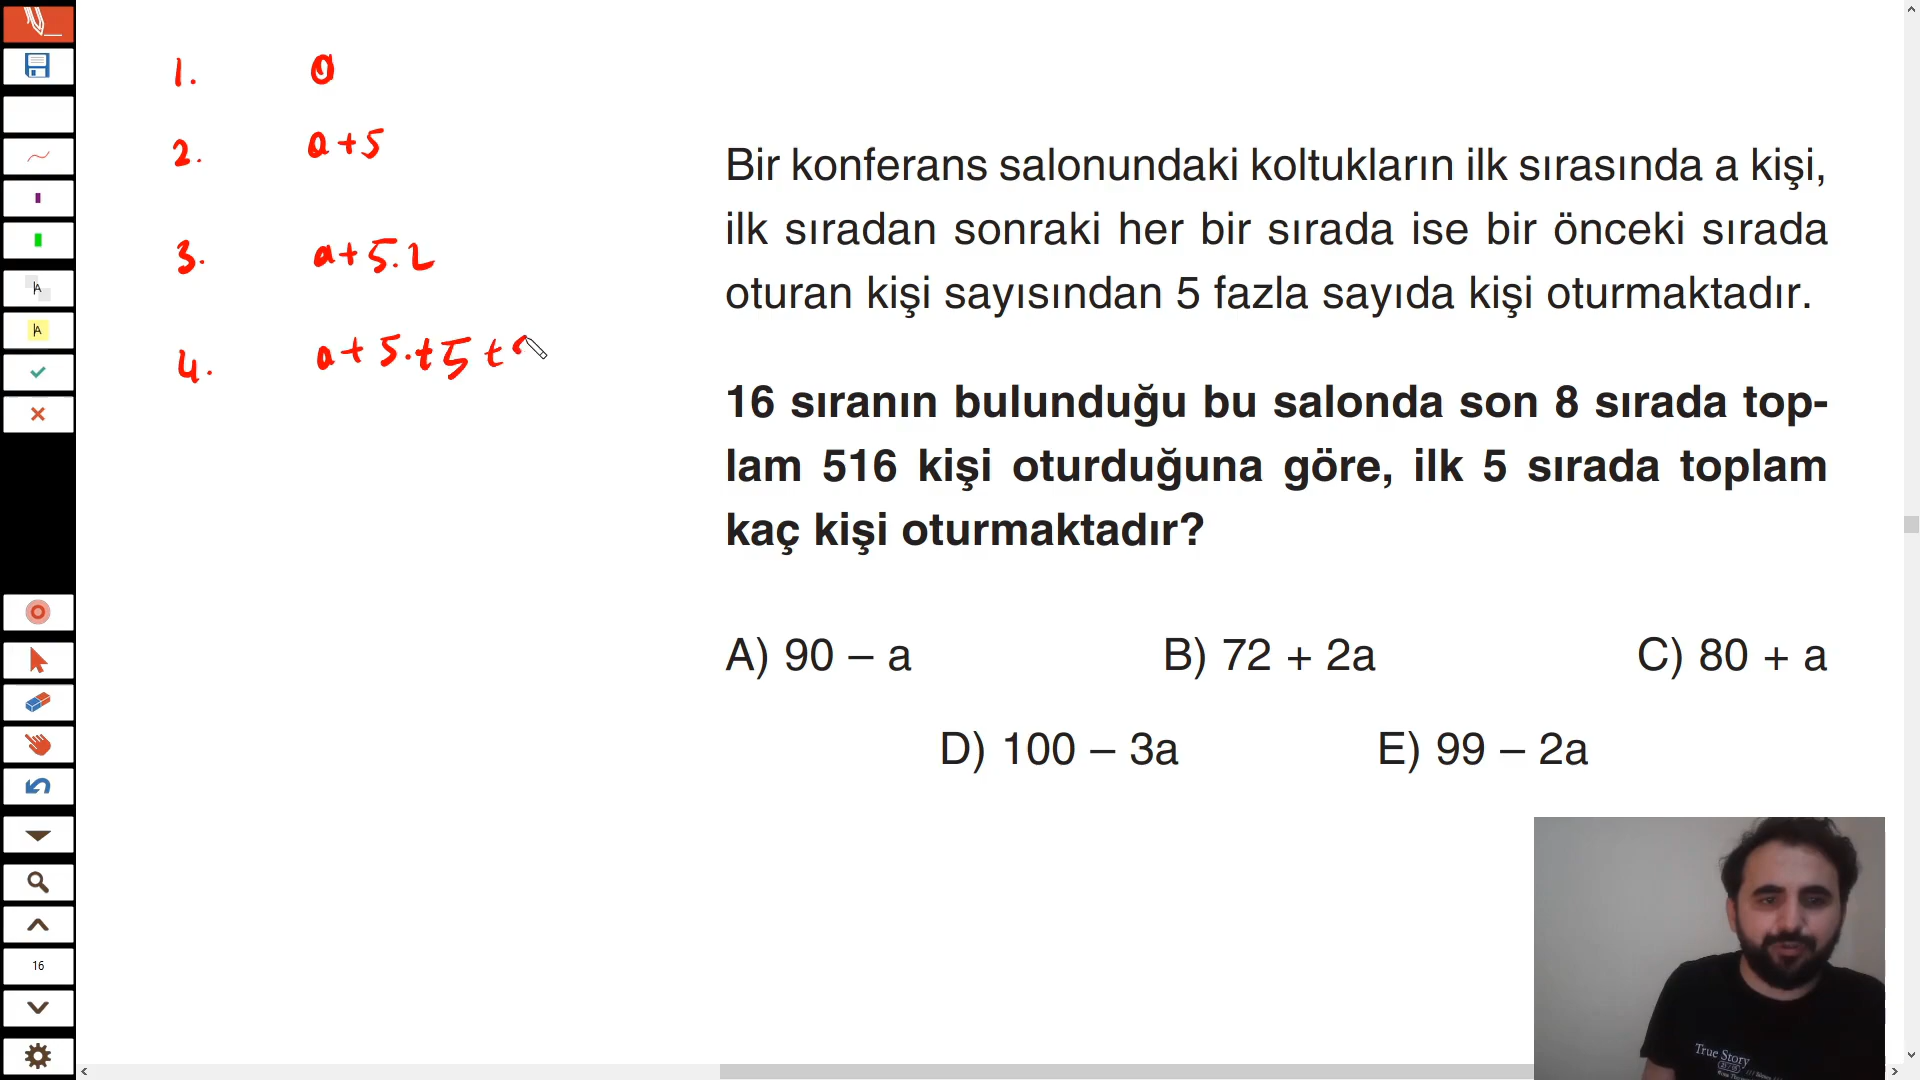 1. a
2. a+5
3. a+5.2
4. a+5.+5+
Bir konferans salonundaki koltukların ilk sırasında a kişi,
ilk sıradan sonraki her bir sırada ise bir önceki sırada
oturan kişi sayısından 5 fazla sayıda kişi oturmaktadır.
16 sıranın bulunduğu bu salonda son 8 sırada top-
lam 516 kişi oturduğuna göre, ilk 5 sırada toplam
kaç kişi oturmaktadır?
A) 90 – a B) 72 + 2a C) 80 + a
D) 100 – 3a E) 99 – 2a
A
A
16
True Story